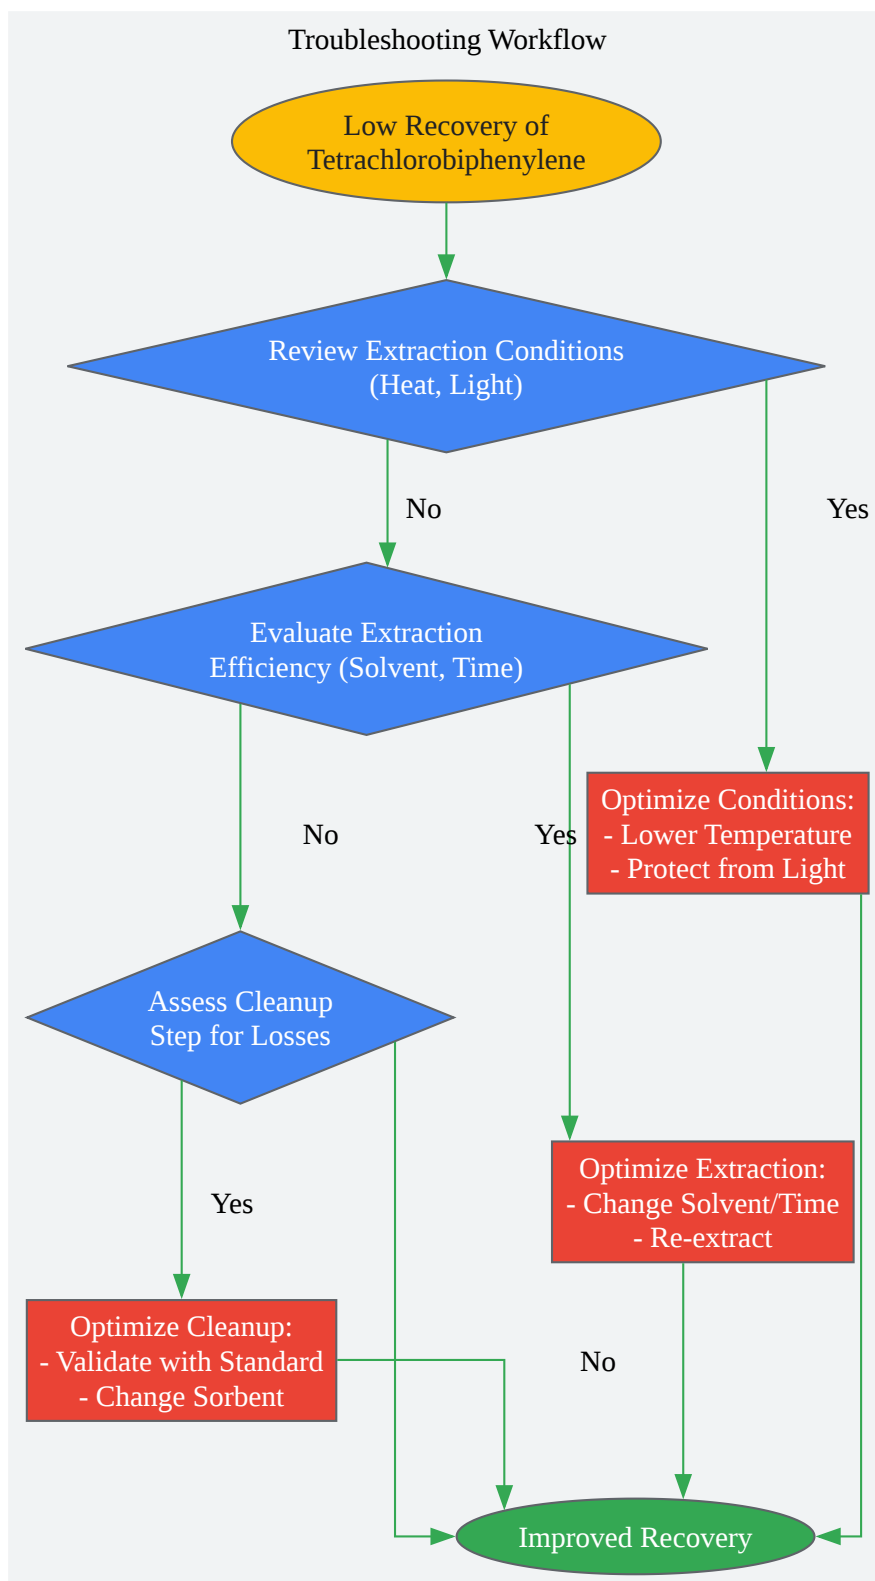 Troubleshooting Workflow
Low Recovery of
Tetrachlorobiphenylene
Review Extraction Conditions
(Heat, Light)
No
Yes
Evaluate Extraction
Efficiency (Solvent, Time)
No
Yes
Optimize Conditions:
- Lower Temperature
- Protect from Light
Assess Cleanup
Step for Losses
Yes
Optimize Extraction:
- Change Solvent/Time
- Re-extract
Optimize Cleanup:
- Validate with Standard
- Change Sorbent
No
Improved Recovery